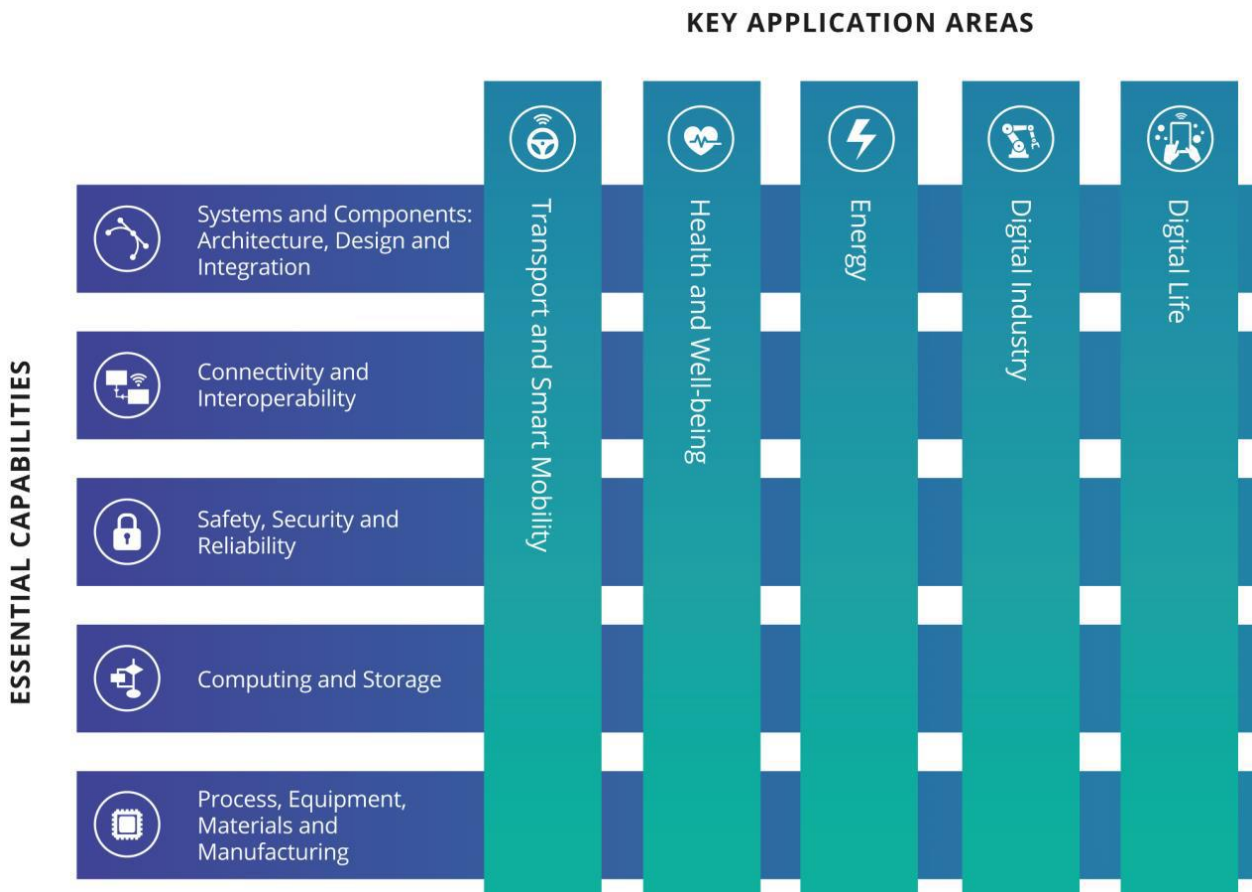 KEY APPLICATION AREAS
Transport and Smart Mobility
Health and Well-being
Energy
Digital Industry
Digital Life
ESSENTIAL CAPABILITIES
Systems and Components:
Architecture, Design and
Integration
Connectivity and
Interoperability
Safety, Security and
Reliability
Computing and Storage
Process, Equipment,
Materials and
Manufacturing